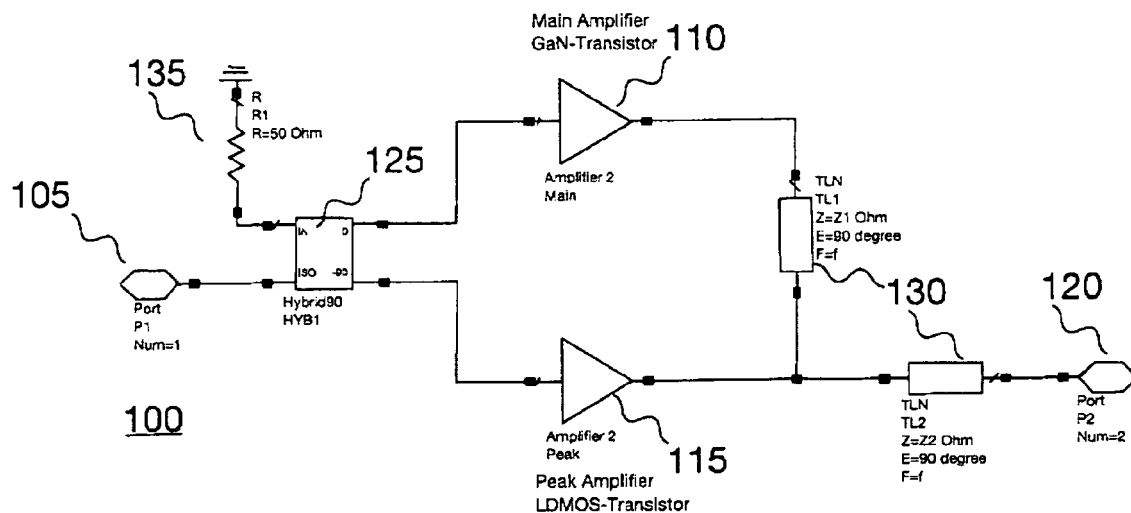 Main Amplifier
GaN-Transistor
110
135
R
R1
R=50 Ohm
125
Amplifier 2
Main
105
IN
0
ISO
-90
Hybrid90
HYB1
Port
P1
Num=1
TLN
TL1
Z=Z1 Ohm
E=90 degree
F=f
130
120
100
Amplifier 2
Peak
115
Peak Amplifier
LDMOS-Transistor
TLN
TL2
Z=Z2 Ohm
E=90 degree
F=f
Port
P2
Num=2